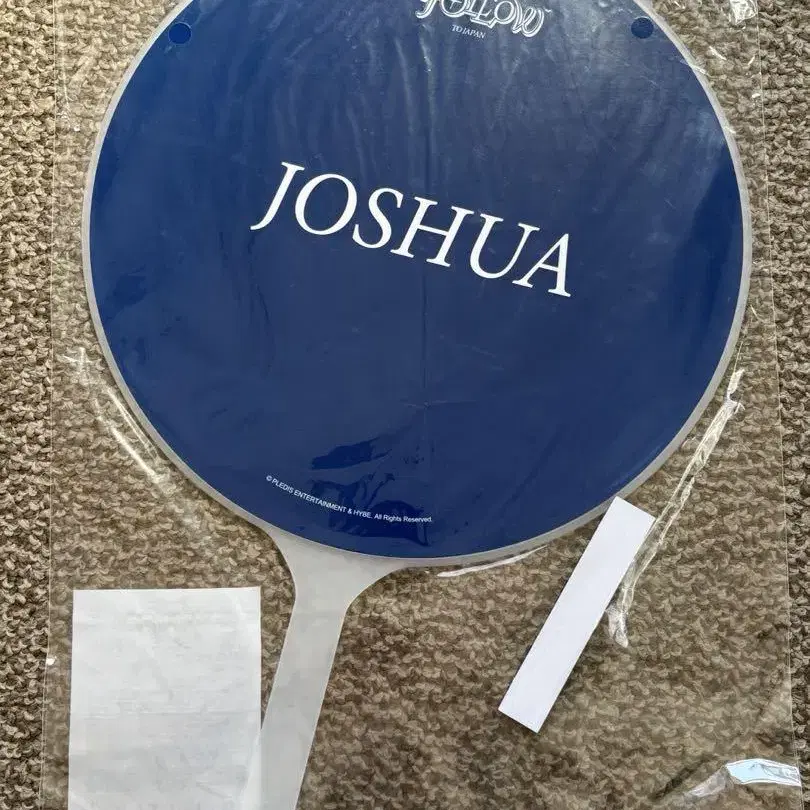 FOLLOW
TO JAPAN
JOSHUA
© PLEDIS ENTERTAINMENT & HYBE. All Rights Reserved.